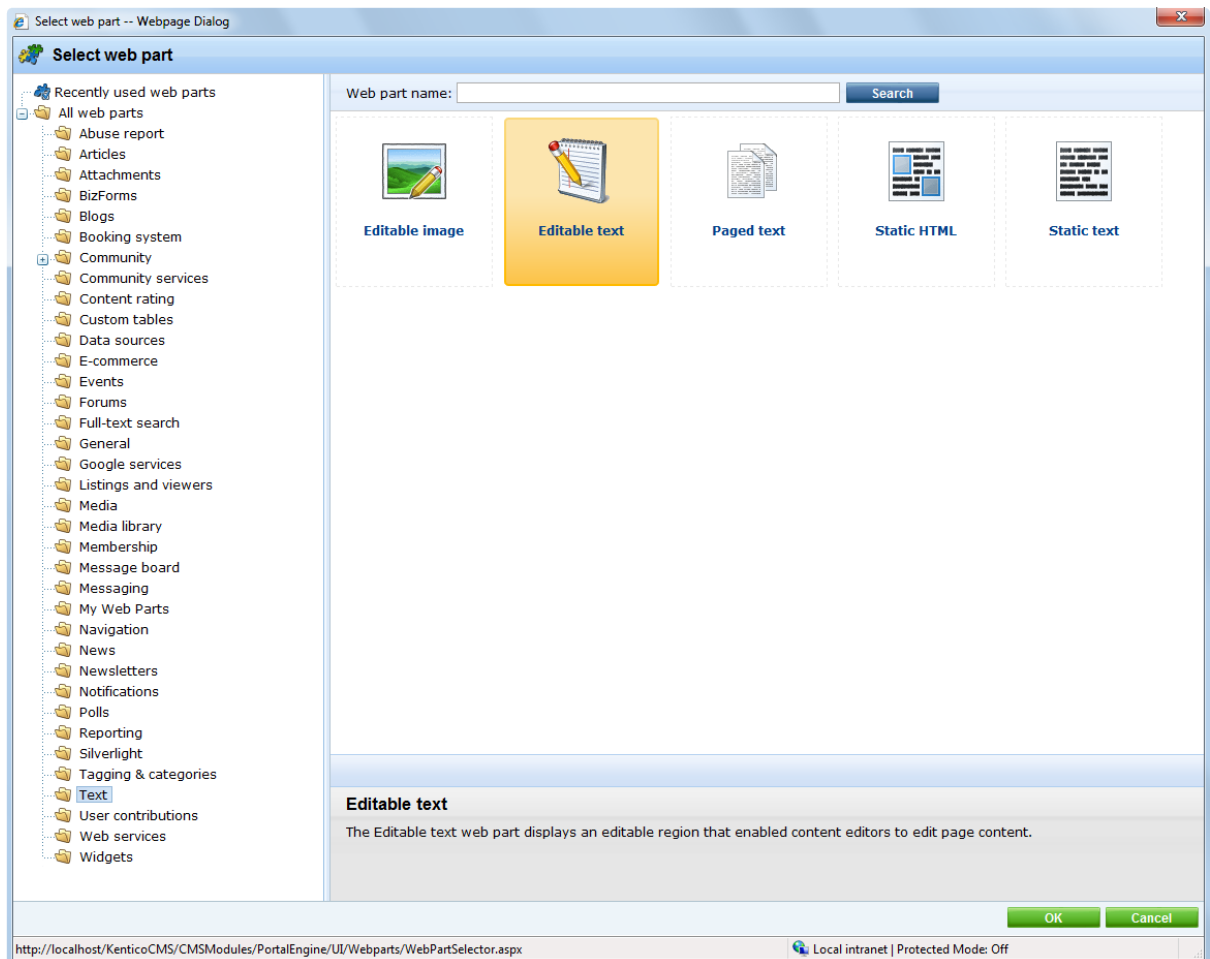 Select web part -- Webpage Dialog
Select web part
Recently used web parts
All web parts
Abuse report
Articles
Attachments
BizForms
Blogs
Booking system
Community
Community services
Content rating
Custom tables
Data sources
E-commerce
Events
Forums
Full-text search
General
Google services
Listings and viewers
Media
Media library
Membership
Message board
Messaging
My Web Parts
Navigation
News
Newsletters
Notifications
Polls
Reporting
Silverlight
Tagging & categories
Text
User contributions
Web services
Widgets
Web part name: Search
Editable image Editable text Paged text Static HTML Static text
Editable text
The Editable text web part displays an editable region that enabled content editors to edit page content.
OK Cancel
http://localhost/KenticoCMS/CMSModules/PortalEngine/UI/Webparts/WebPartSelector.aspx Local intranet | Protected Mode: Off